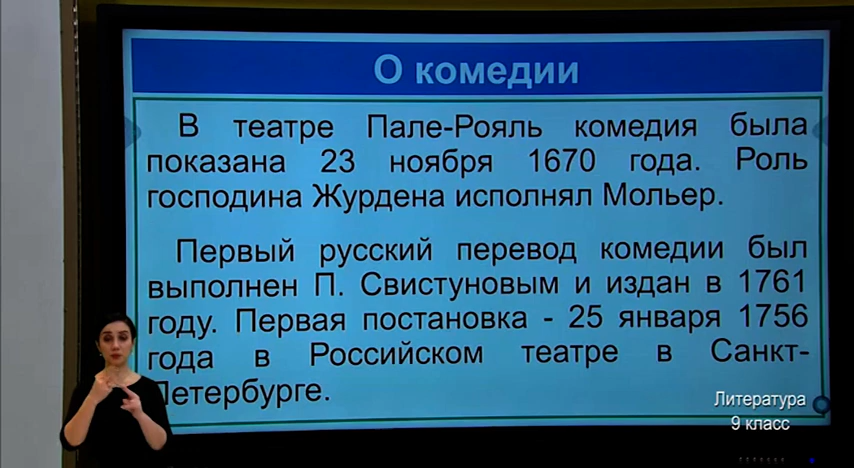 О комедии
В театре Пале-Рояль комедия была
показана 23 ноября 1670 года. Роль
господина Журдена исполнял Мольер.
Первый русский перевод комедии был
выполнен П. Свистуновым и издан в 1761
году. Первая постановка - 25 января 1756
года в Российском театре в Санкт-
Петербурге.
Литература
9 класс